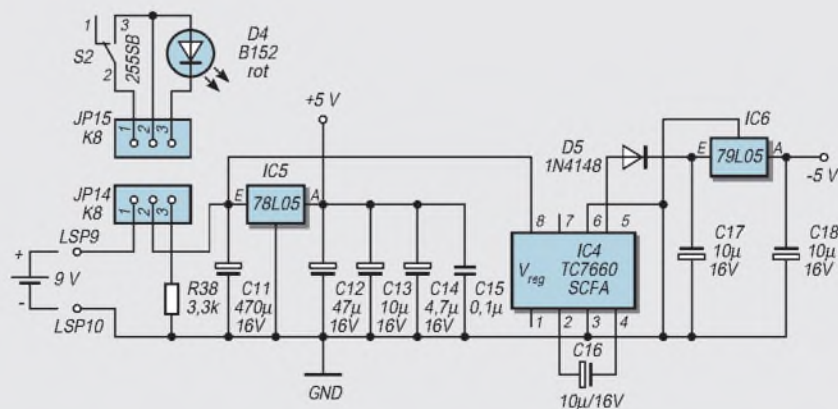 1
3
S2
2
255SB
D4
B152
rot
JP15
K8
1 2 3
JP14
K8
1 2 3
LSP9
+
9 V
-
LSP10
R38
3,3k
C11
470µ
16V
E
IC5
78L05
A
+5 V
C12
47µ
16V
C13
10µ
16V
C14
4,7µ
16V
C15
0,1µ
GND
D5
1N4148
8 7 6 5
IC4
TC7660
SCFA
Vreg
1 2 3 4
C16
10µ/16V
IC6
E
79L05
A
-5 V
C17
10µ
16V
C18
10µ
16V